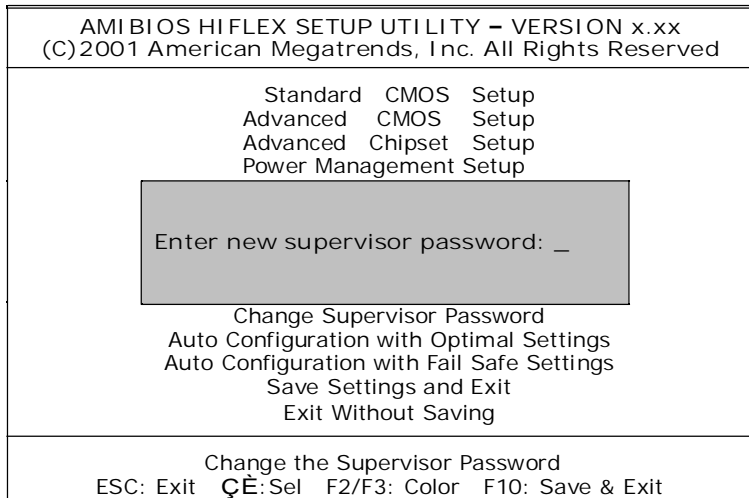 AMIBIOS HIFLEX SETUP UTILITY – VERSION x.xx
(C)2001 American Megatrends, Inc. All Rights Reserved
Standard CMOS Setup
Advanced CMOS Setup
Advanced Chipset Setup
Power Management Setup
Enter new supervisor password: _
Change Supervisor Password
Auto Configuration with Optimal Settings
Auto Configuration with Fail Safe Settings
Save Settings and Exit
Exit Without Saving
Change the Supervisor Password
ESC: Exit ÇÈ:Sel F2/F3: Color F10: Save & Exit